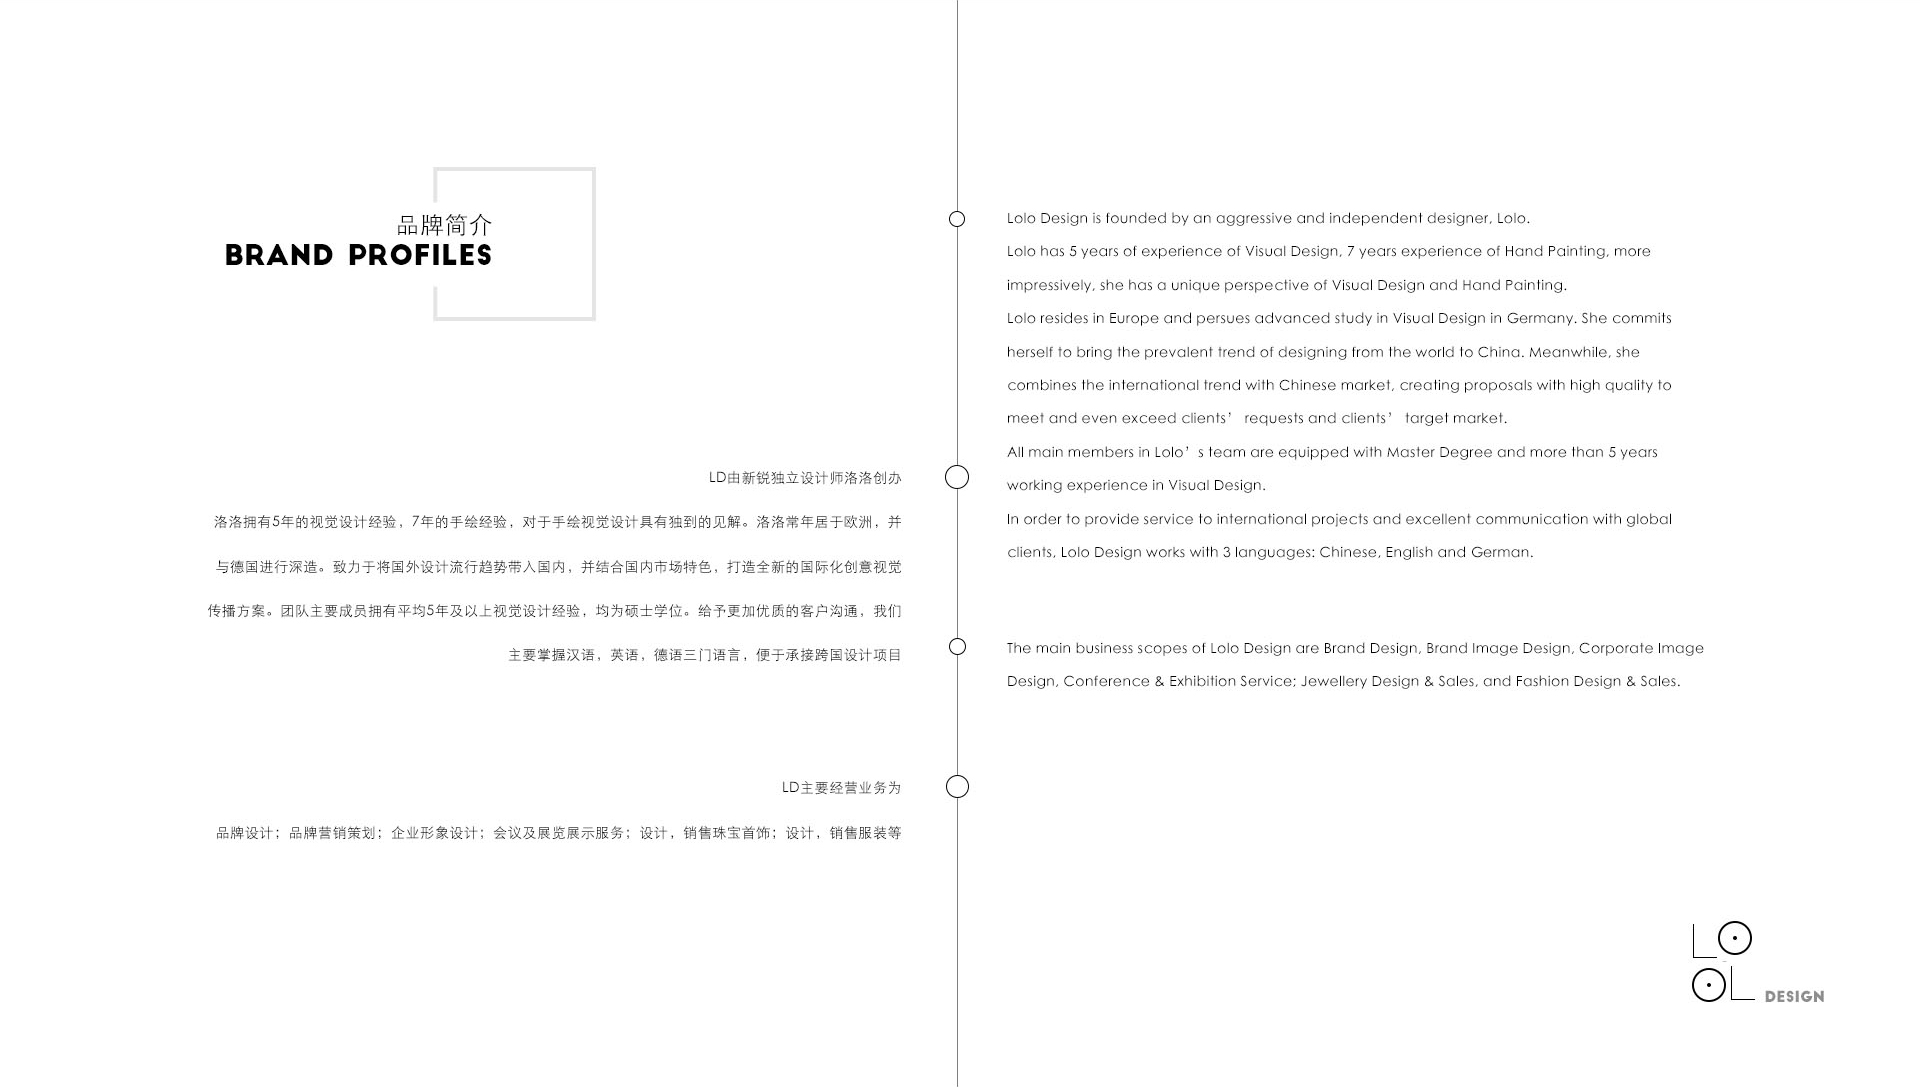 品牌简介
BRAND PROFILES
LD由新锐独立设计师洛洛创办
洛洛拥有5年的视觉设计经验，7年的手绘经验，对于手绘视觉设计具有独到的见解。洛洛常年居于欧洲，并
与德国进行深造。致力于将国外设计流行趋势带入国内，并结合国内市场特色，打造全新的国际化创意视觉
传播方案。团队主要成员拥有平均5年及以上视觉设计经验，均为硕士学位。给予更加优质的客户沟通，我们
主要掌握汉语，英语，德语三门语言，便于承接跨国设计项目
LD主要经营业务为
品牌设计；品牌营销策划；企业形象设计；会议及展览展示服务；设计，销售珠宝首饰；设计，销售服装等
Lolo Design is founded by an aggressive and independent designer, Lolo.
Lolo has 5 years of experience of Visual Design, 7 years experience of Hand Painting, more
impressively, she has a unique perspective of Visual Design and Hand Painting.
Lolo resides in Europe and persues advanced study in Visual Design in Germany. She commits
herself to bring the prevalent trend of designing from the world to China. Meanwhile, she
combines the international trend with Chinese market, creating proposals with high quality to
meet and even exceed clients’ requests and clients’ target market.
All main members in Lolo’s team are equipped with Master Degree and more than 5 years
working experience in Visual Design.
In order to provide service to international projects and excellent communication with global
clients, Lolo Design works with 3 languages: Chinese, English and German.
The main business scopes of Lolo Design are Brand Design, Brand Image Design, Corporate Image
Design, Conference & Exhibition Service; Jewellery Design & Sales, and Fashion Design & Sales.
LO
OL DESIGN